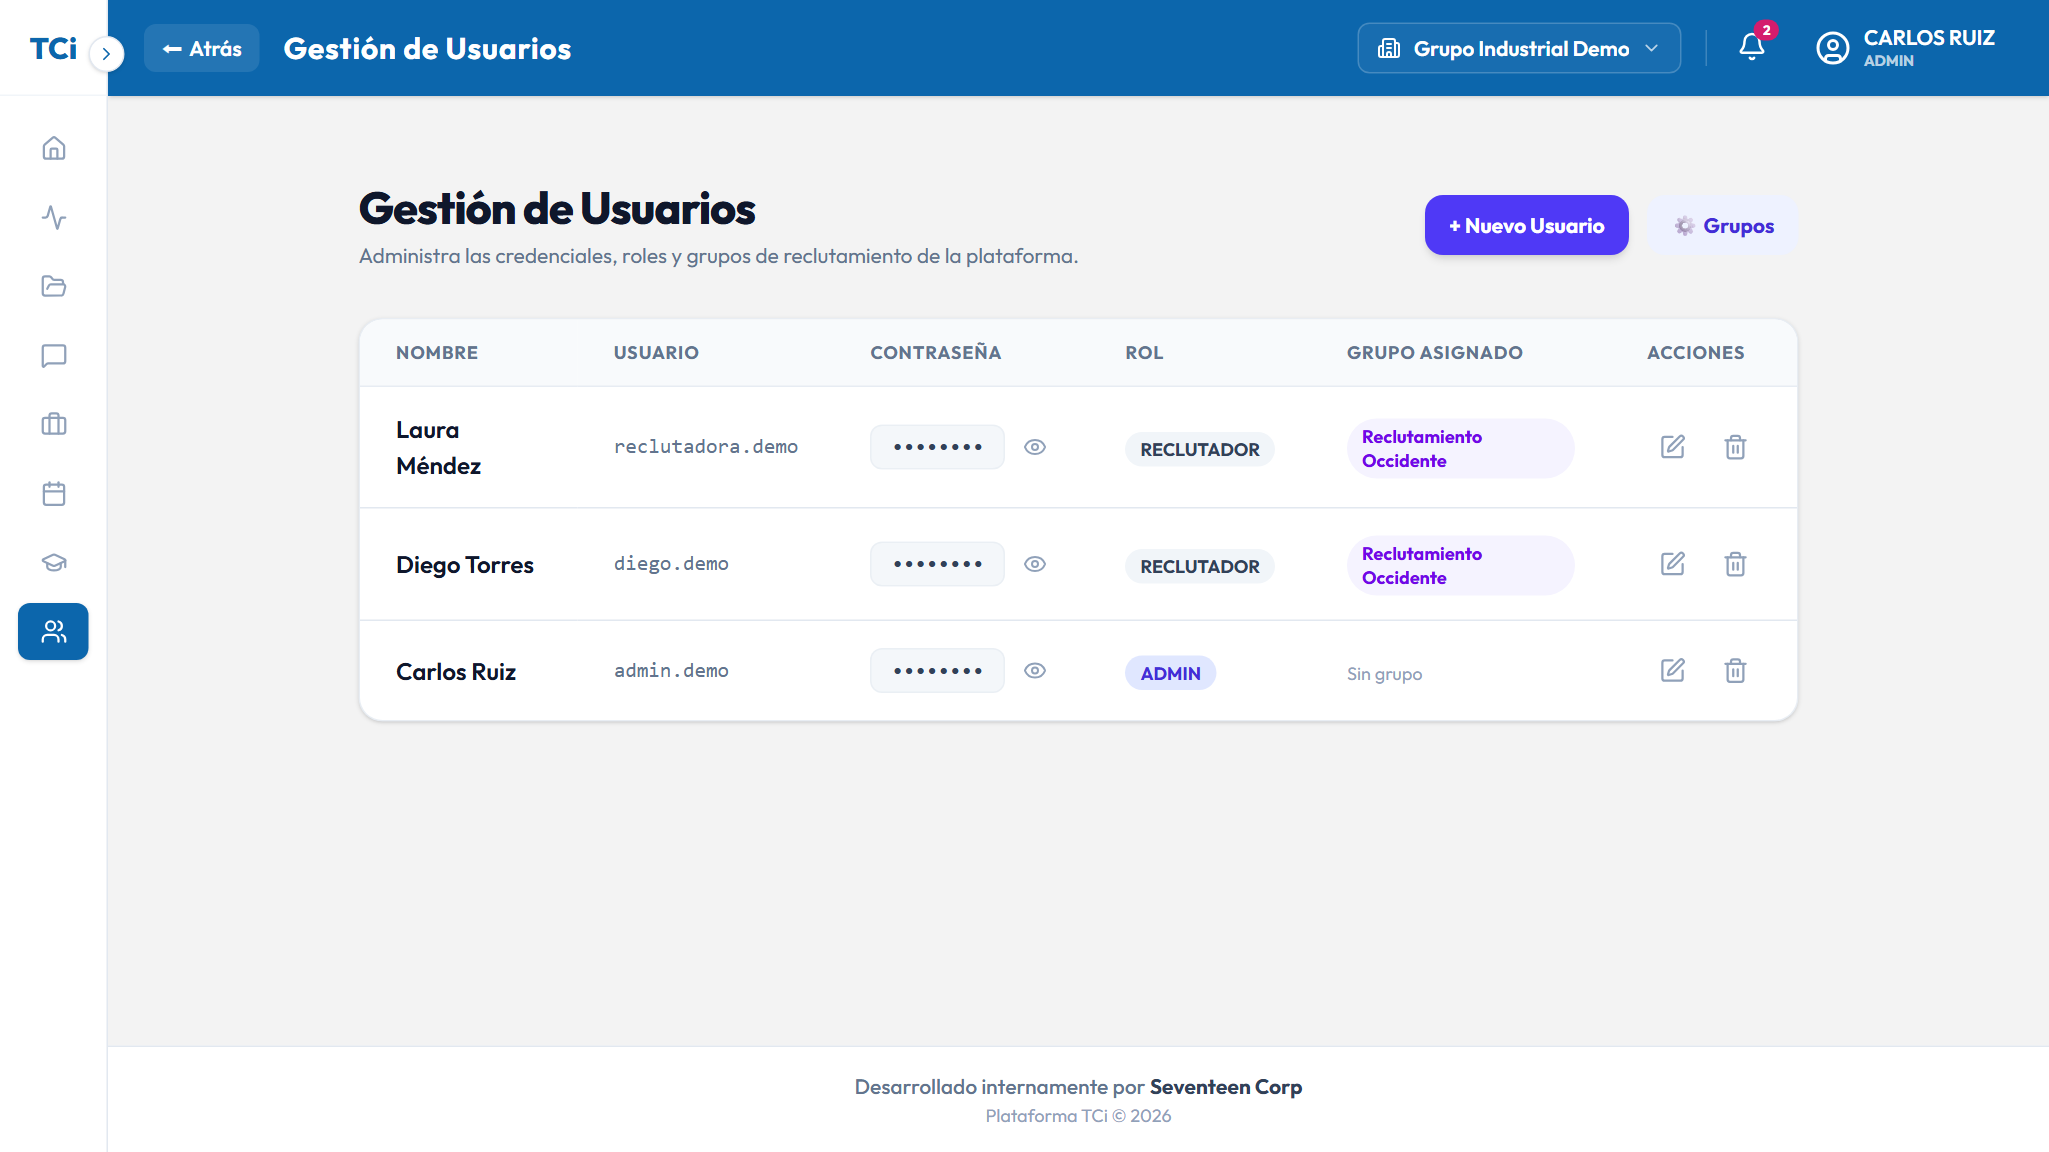 TCi
← Atrás
Gestión de Usuarios
Grupo Industrial Demo
2
CARLOS RUIZ
ADMIN
Gestión de Usuarios
Administra las credenciales, roles y grupos de reclutamiento de la plataforma.
+ Nuevo Usuario
Grupos
NOMBRE USUARIO CONTRASEÑA ROL GRUPO ASIGNADO ACCIONES
Laura
Méndez
reclutadora.demo
••••••••
RECLUTADOR
Reclutamiento
Occidente
Diego Torres
diego.demo
••••••••
RECLUTADOR
Reclutamiento
Occidente
Carlos Ruiz
admin.demo
••••••••
ADMIN
Sin grupo
Desarrollado internamente por Seventeen Corp
Plataforma TCi © 2026